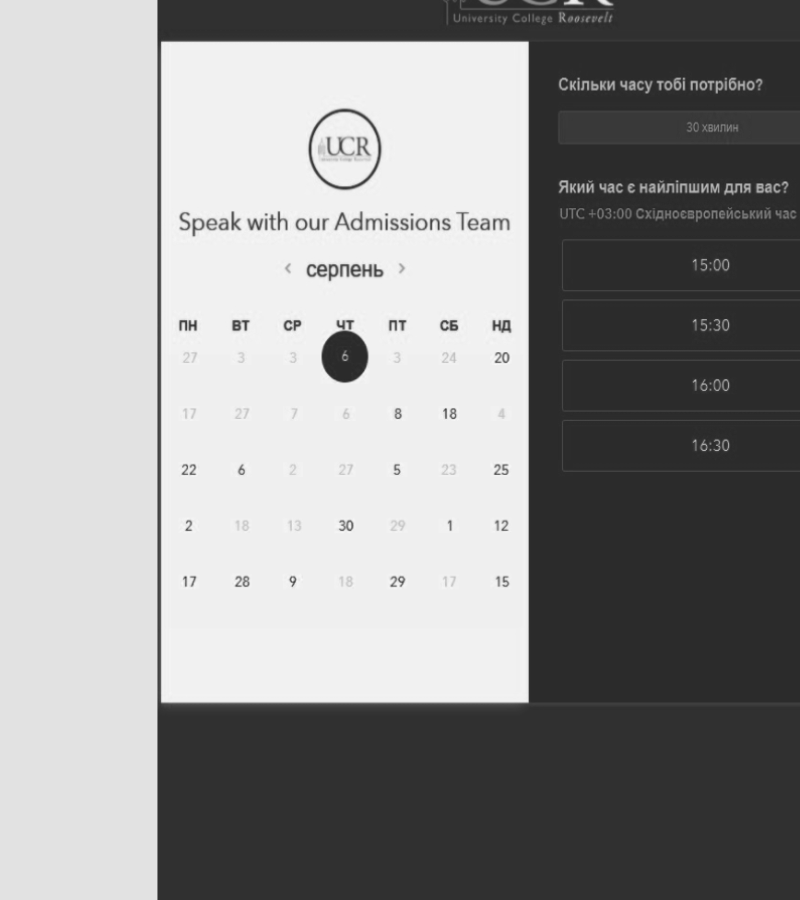 University College Roosevelt
UCR
Speak with our Admissions Team
‹ серпень ›
ПН ВТ СР ЧТ ПТ СБ НД
27 3 3 6 3 24 20
17 27 7 6 8 18 4
22 6 2 27 5 23 25
2 18 13 30 29 1 12
17 28 9 18 29 17 15
Скільки часу тобі потрібно?
30 хвилин
Який час є найліпшим для вас?
UTC +03:00 Східноєвропейський час
15:00
15:30
16:00
16:30